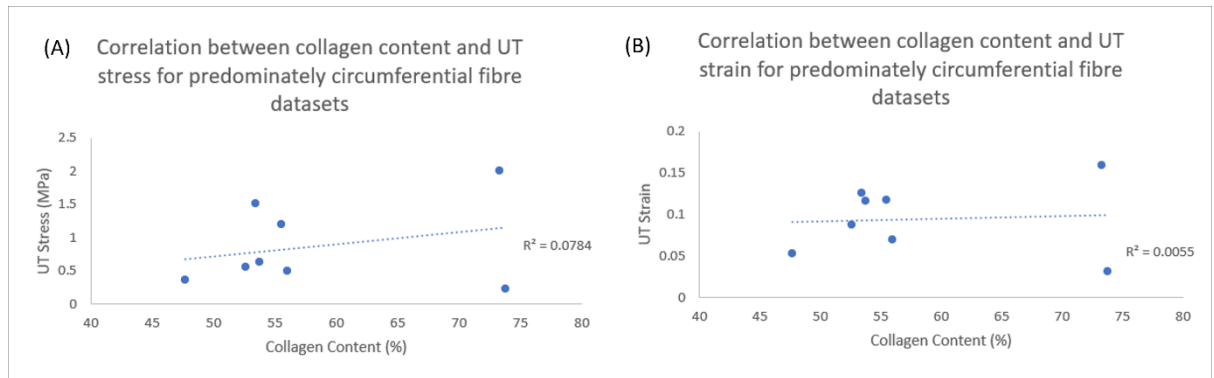 (A)
Correlation between collagen content and UT
stress for predominately circumferential fibre
datasets
2.5
2
1.5
1
0.5
0
UT Stress (MPa)
R² = 0.0784
40 45 50 55 60 65 70 75 80
Collagen Content (%)
(B)
Correlation between collagen content and UT
strain for predominately circumferential fibre
datasets
0.2
0.15
0.1
0.05
0
UT Strain
R² = 0.0055
40 45 50 55 60 65 70 75 80
Collagen Content (%)